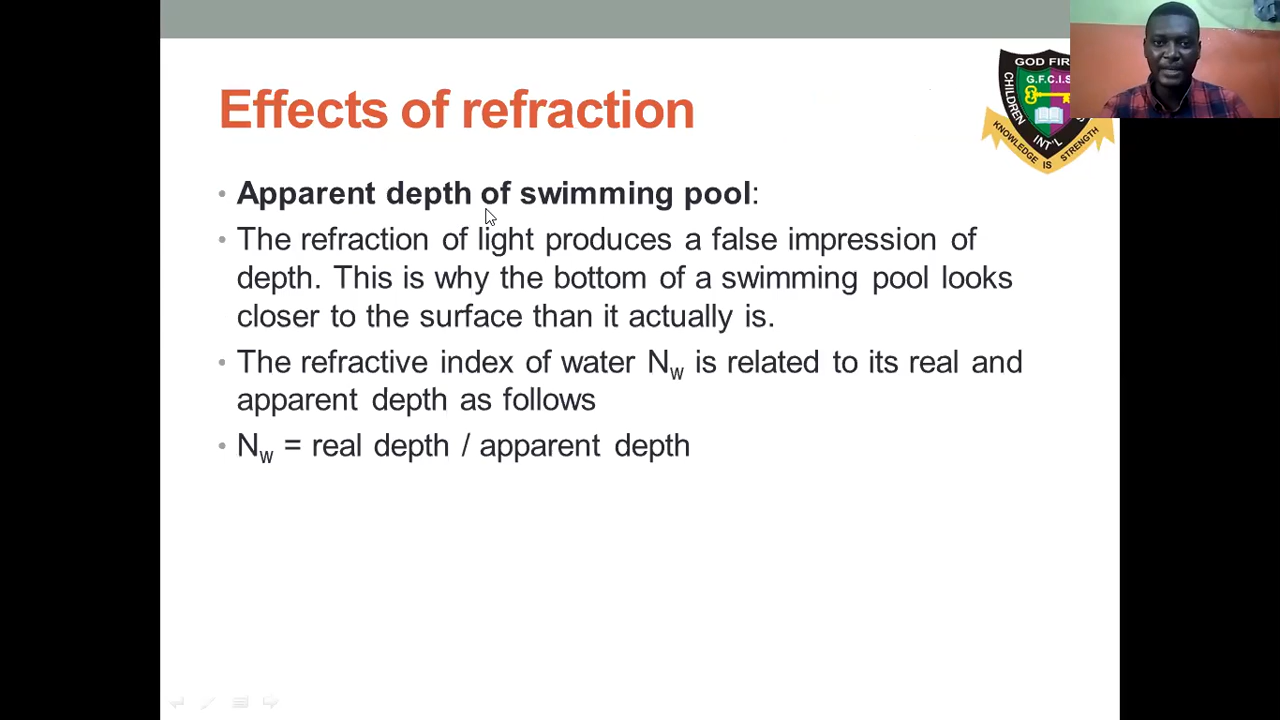 Effects of refraction
GOD FIR
G.F.C.I.S
CHILDREN
INT'L
KNOWLEDGE IS STRENGTH
• Apparent depth of swimming pool:
• The refraction of light produces a false impression of
depth. This is why the bottom of a swimming pool looks
closer to the surface than it actually is.
• The refractive index of water Nw is related to its real and
apparent depth as follows
• Nw = real depth / apparent depth